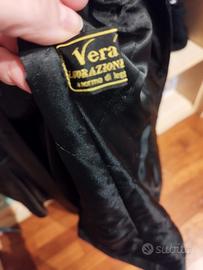 Vera
LAVORAZIONE
a norma di legge
subito